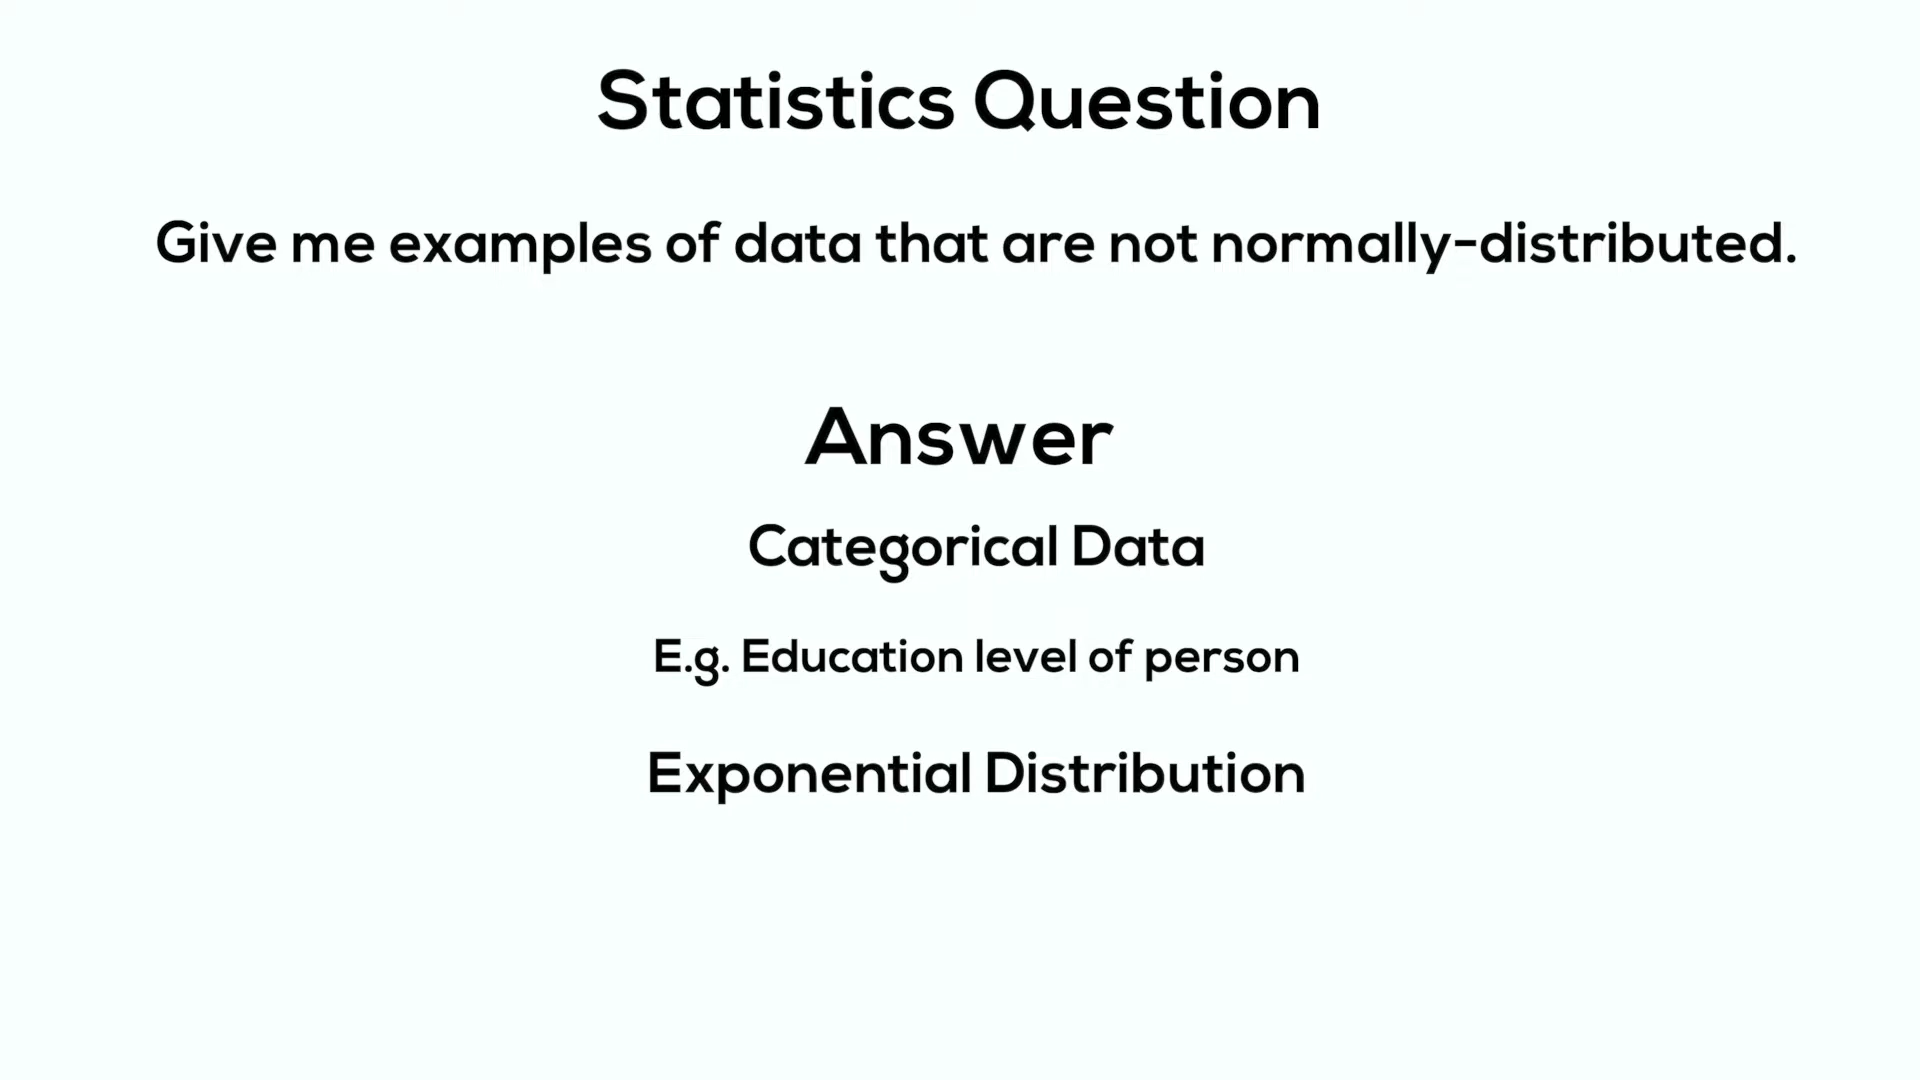 Statistics Question
Give me examples of data that are not normally-distributed.
Answer
Categorical Data
E.g. Education level of person
Exponential Distribution